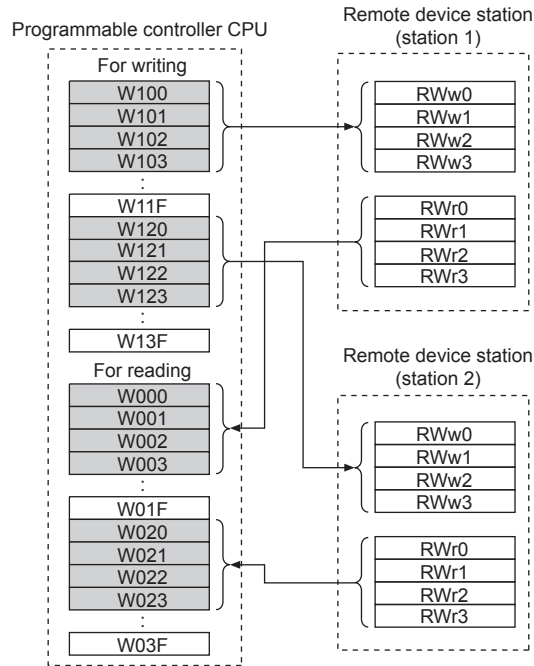 Programmable controller CPU
For writing
W100
W101
W102
W103
:
W11F
W120
W121
W122
W123
:
W13F
For reading
W000
W001
W002
W003
:
W01F
W020
W021
W022
W023
:
W03F
Remote device station
(station 1)
RWw0
RWw1
RWw2
RWw3
RWr0
RWr1
RWr2
RWr3
Remote device station
(station 2)
RWw0
RWw1
RWw2
RWw3
RWr0
RWr1
RWr2
RWr3